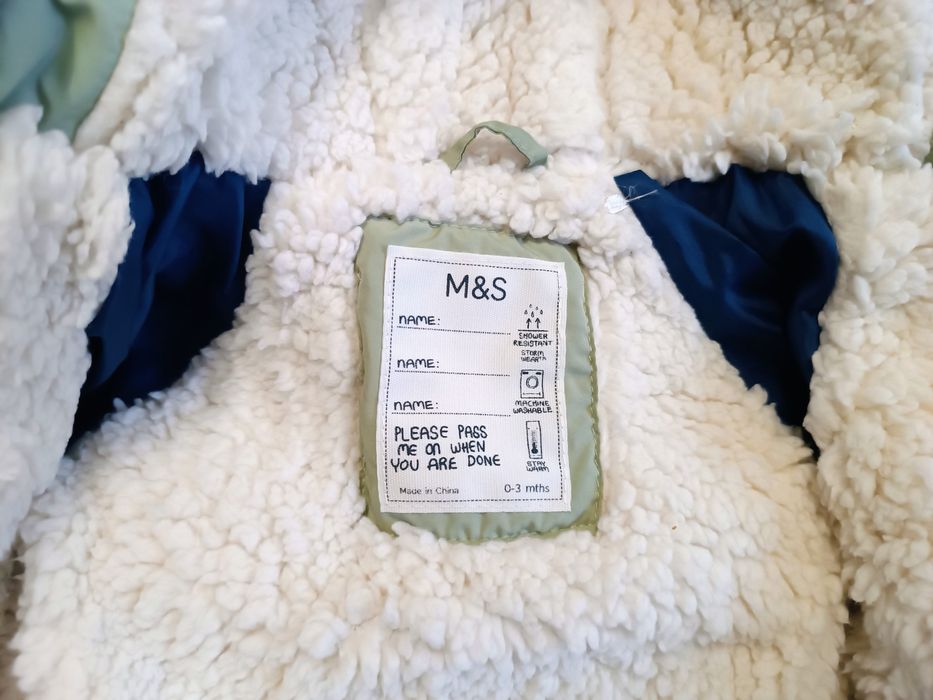 M&S
NAME:
NAME:
NAME:
PLEASE PASS
ME ON WHEN
YOU ARE DONE
Made in China
0-3 mths
SHOWER
RESISTANT
STORM
WEAR™
MACHINE
WASHABLE
STAY
WARM